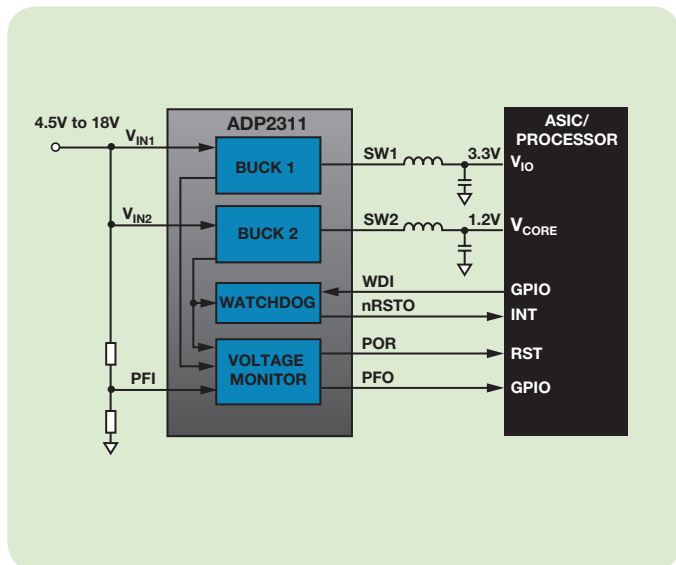 4.5V to 18V
VIN1
VIN2
PFI
ADP2311
BUCK 1
BUCK 2
WATCHDOG
VOLTAGE
MONITOR
SW1
3.3V
SW2
1.2V
WDI
nRSTO
POR
PFO
ASIC/
PROCESSOR
VIO
VCORE
GPIO
INT
RST
GPIO